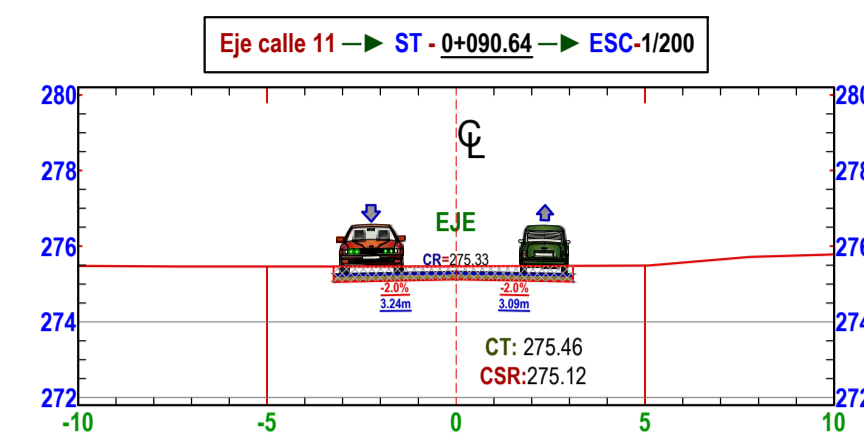 Eje calle 11 ST - 0+090.64 ESC-1/200
280 280
278 278
CL
276 EJE 276
CR=275.33
-2.0% -2.0%
3.24m 3.09m
274 274
CT: 275.46
CSR:275.12
272 272
-10 -5 0 5 10